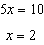 5x = 10
x = 2